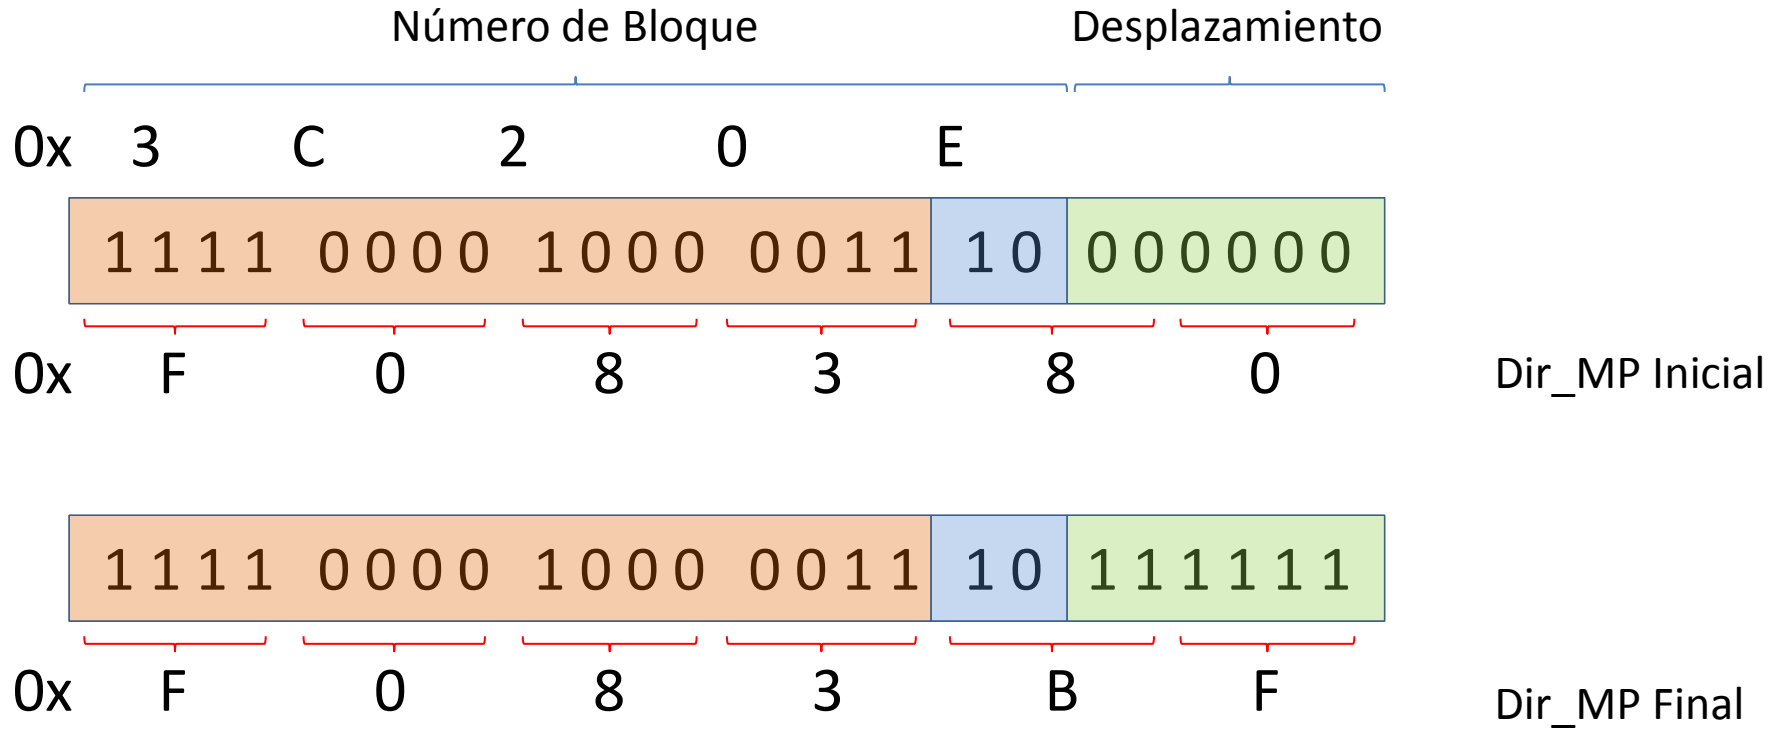 Número de Bloque Desplazamiento
0x 3 C 2 0 E
1 1 1 1 0 0 0 0 1 0 0 0 0 0 1 1 1 0 0 0 0 0 0 0
0x F 0 8 3 8 0 Dir_MP Inicial
1 1 1 1 0 0 0 0 1 0 0 0 0 0 1 1 1 0 1 1 1 1 1 1
0x F 0 8 3 B F Dir_MP Final